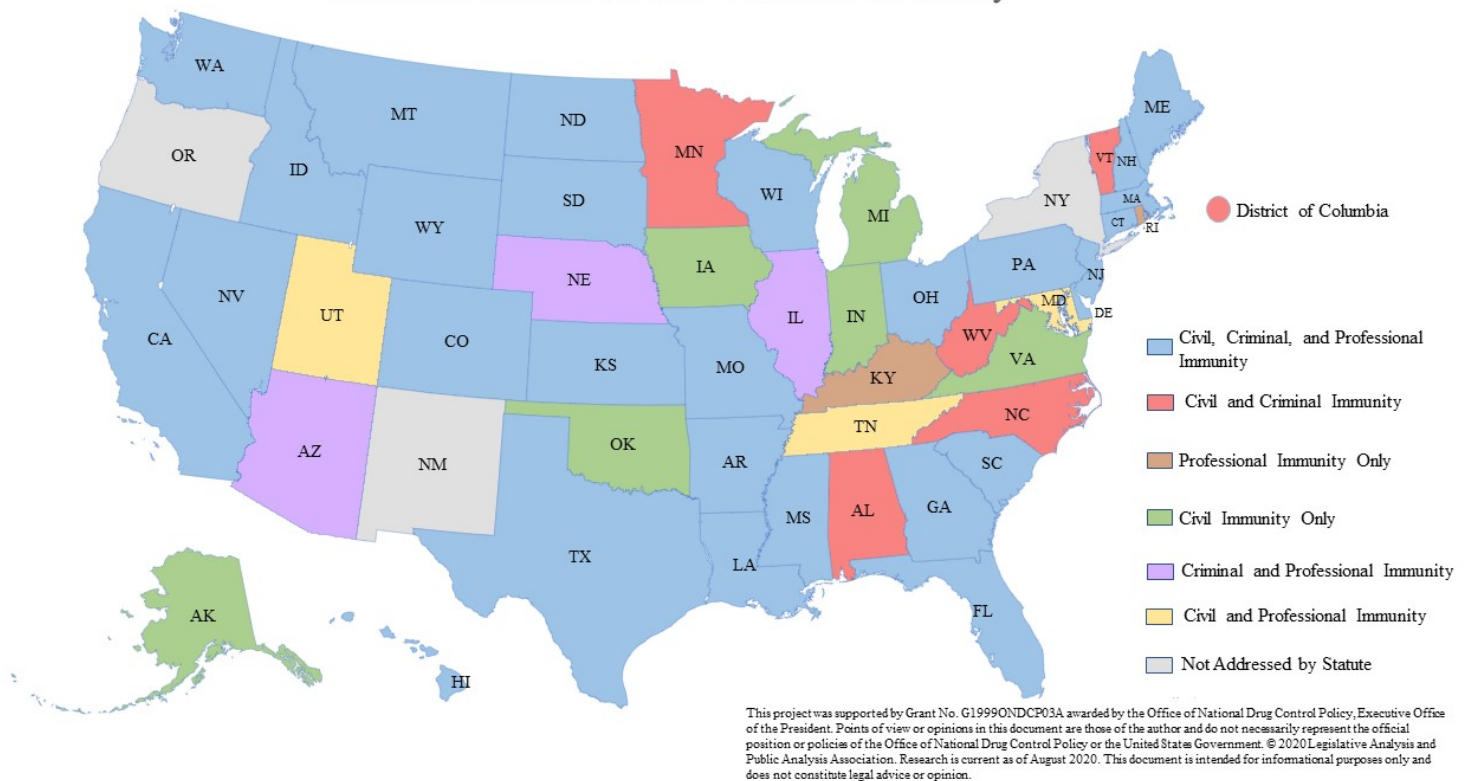 WA
MT
ND
MN
ME
OR
ID
SD
WI
VT
NH
MI
NY
MA
CT
RI
District of Columbia
WY
NE
IA
PA
NJ
NV
UT
CO
IL
IN
OH
MD
DE
WV
VA
CA
KS
MO
KY
Civil, Criminal, and Professional
Immunity
AZ
NM
OK
AR
TN
NC
Civil and Criminal Immunity
SC
Professional Immunity Only
TX
LA
MS
AL
GA
Civil Immunity Only
FL
Criminal and Professional Immunity
AK
HI
Civil and Professional Immunity
Not Addressed by Statute
This project was supported by Grant No. G1999ONDCP03A awarded by the Office of National Drug Control Policy, Executive Office
of the President. Points of view or opinions in this document are those of the author and do not necessarily represent the official
position or policies of the Office of National Drug Control Policy or the United States Government. © 2020 Legislative Analysis and
Public Analysis Association. Research is current as of August 2020. This document is intended for informational purposes only and
does not constitute legal advice or opinion.